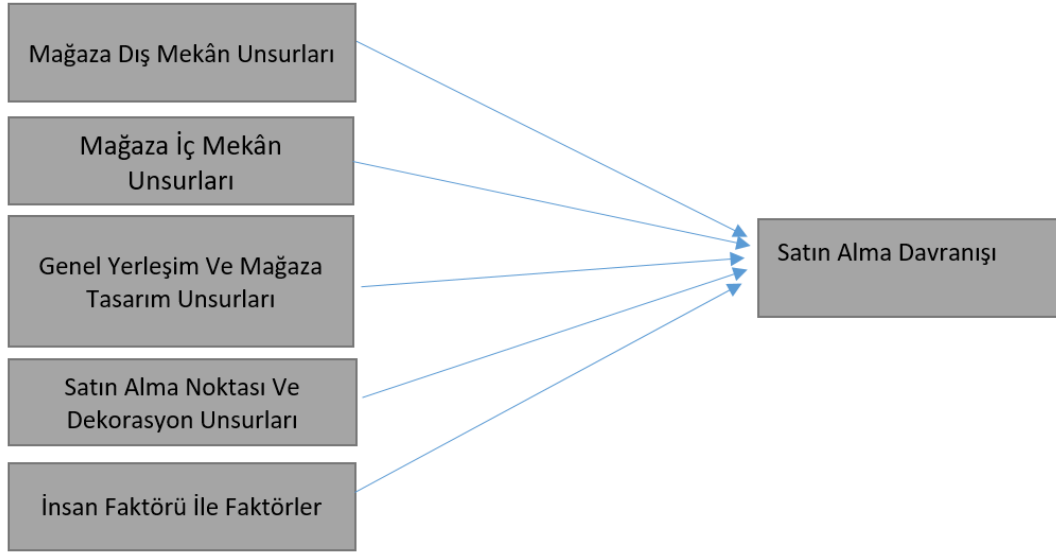 Mağaza Dış Mekân Unsurları
Mağaza İç Mekân
Unsurları
Genel Yerleşim Ve Mağaza
Tasarım Unsurları
Satın Alma Noktası Ve
Dekorasyon Unsurları
İnsan Faktörü İle Faktörler
Satın Alma Davranışı